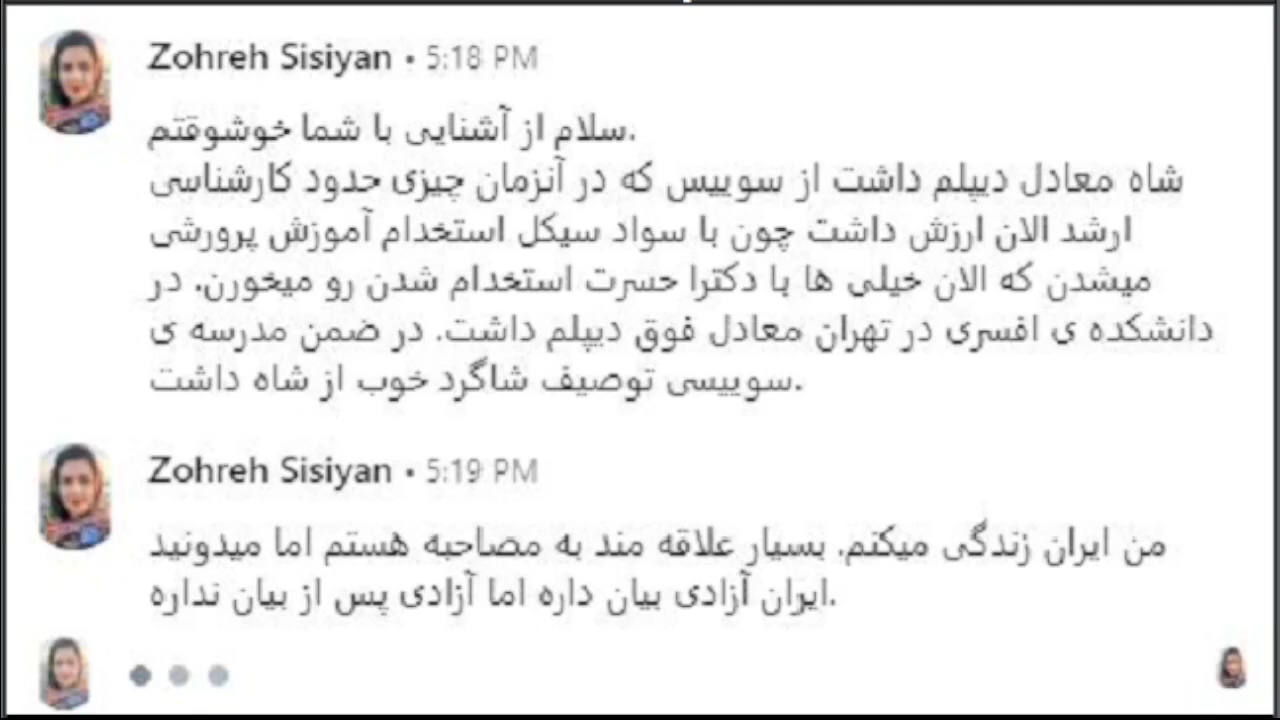 Zohreh Sisiyan • 5:18 PM
سلام از آشنایی با شما خوشوقتم.
شاه معادل دیپلم داشت از سوییس که در آنزمان چیزی حدود کارشناسی
ارشد الان ارزش داشت چون با سواد سیکل استخدام آموزش پرورشی
میشدن که الان خیلی ها با دکترا حسرت استخدام شدن رو میخورن. در
دانشکده ی افسری در تهران معادل فوق دیپلم داشت. در ضمن مدرسه ی
سوییسی توصیف شاگرد خوب از شاه داشت.
Zohreh Sisiyan • 5:19 PM
من ایران زندگی میکنم. بسیار علاقه مند به مصاحبه هستم اما میدونید
ایران آزادی بیان داره اما آزادی پس از بیان نداره.